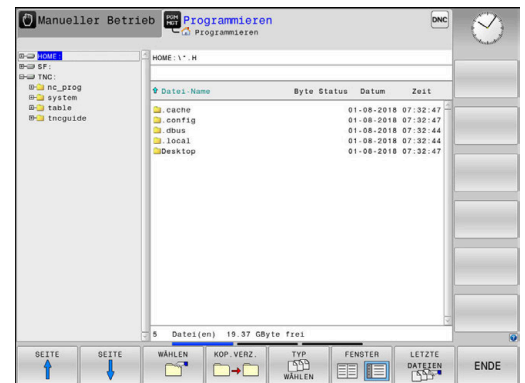 Manueller Betrieb
PGM MGT
Programmieren
Programmieren
DNC
HOME:
SF:
TNC:
nc_prog
system
table
tncguide
HOME:\*.H
Datei-Name Byte Status Datum Zeit
.cache 01-08-2018 07:32:47
.config 01-08-2018 07:32:47
.dbus 01-08-2018 07:32:44
.local 01-08-2018 07:32:44
Desktop 01-08-2018 07:32:47
5 Datei(en) 19.37 GByte frei
SEITE
SEITE
WÄHLEN
KOP.VERZ.
TYP
WÄHLEN
FENSTER
LETZTE
DATEIEN
ENDE